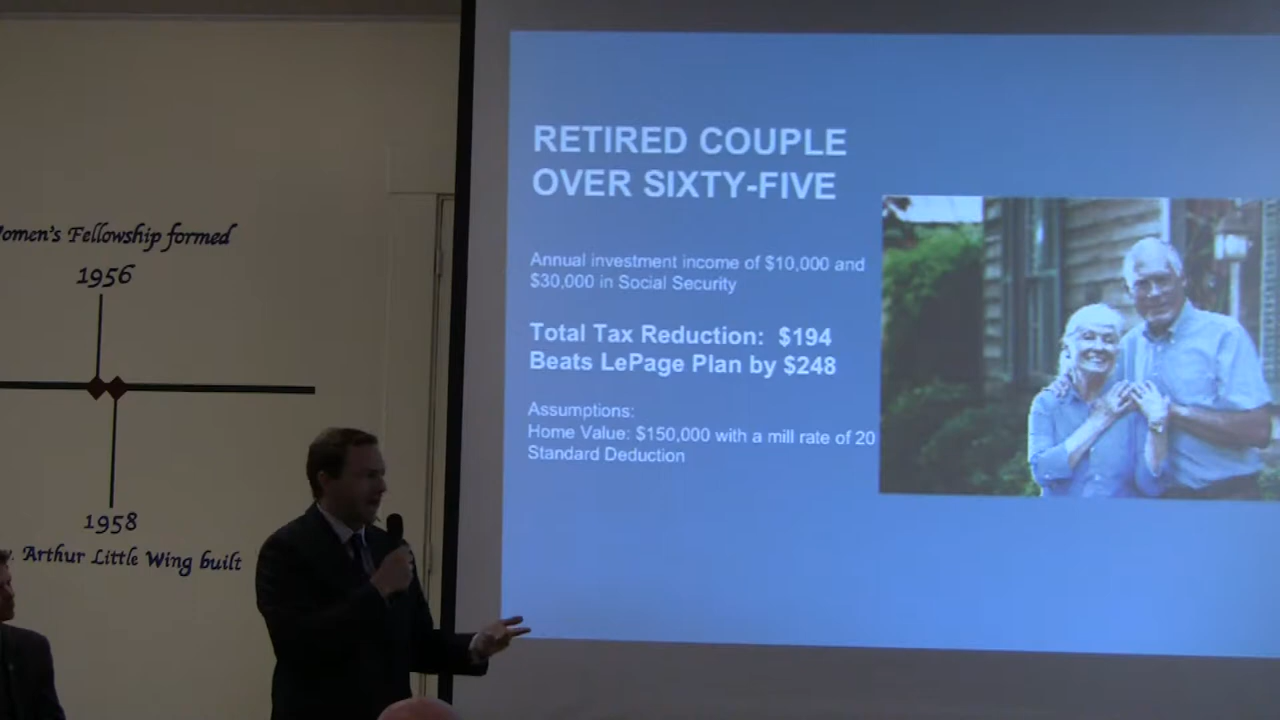 Fellowship formed
1956
1958
Arthur Little Wing built
RETIRED COUPLE
OVER SIXTY-FIVE
Annual investment income of $10,000 and
$30,000 in Social Security
Total Tax Reduction: $194
Beats LePage Plan by $248
Assumptions:
Home Value: $150,000 with a mill rate of 20
Standard Deduction